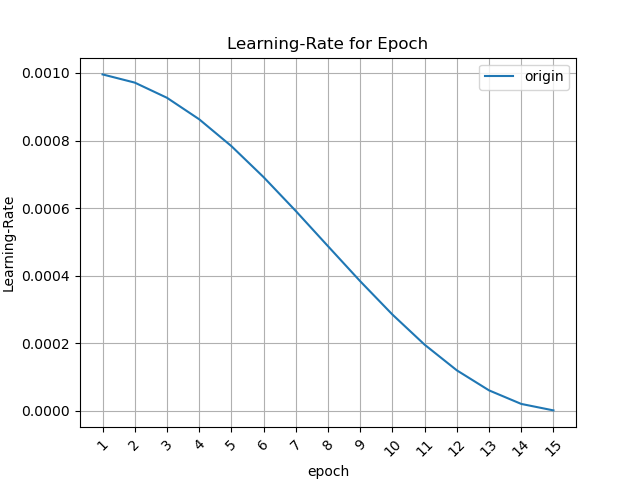 Learning-Rate for Epoch
origin
Learning-Rate
0.0010
0.0008
0.0006
0.0004
0.0002
0.0000
1 2 3 4 5 6 7 8 9 10 11 12 13 14 15
epoch